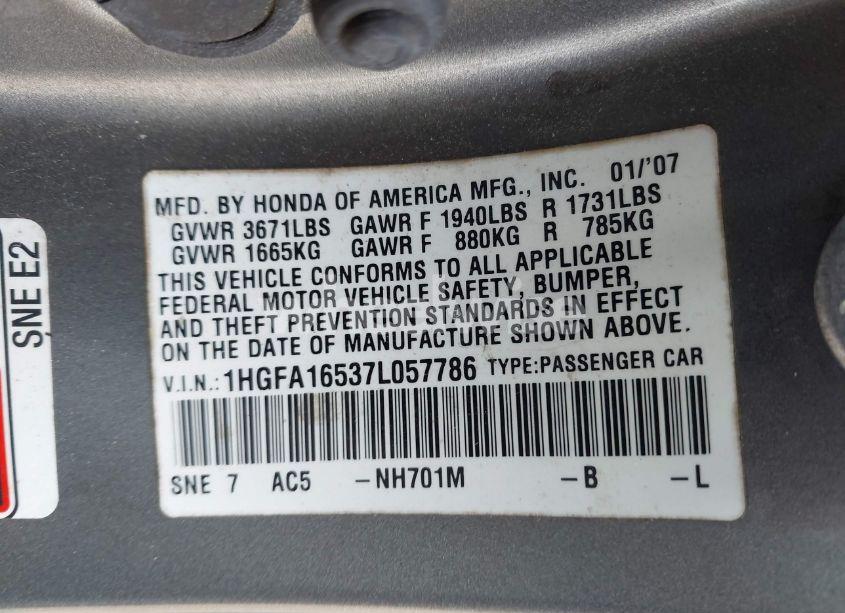 MFD. BY HONDA OF AMERICA MFG., INC. 01/'07
GVWR 3671LBS GAWR F 1940LBS R 1731LBS
GVWR 1665KG GAWR F 880KG R 785KG
THIS VEHICLE CONFORMS TO ALL APPLICABLE
FEDERAL MOTOR VEHICLE SAFETY, BUMPER,
AND THEFT PREVENTION STANDARDS IN EFFECT
ON THE DATE OF MANUFACTURE SHOWN ABOVE.
V.I.N.: 1HGFA16537L057786 TYPE:PASSENGER CAR
SNE 7 AC5 -NH701M -B -L
SNE E2